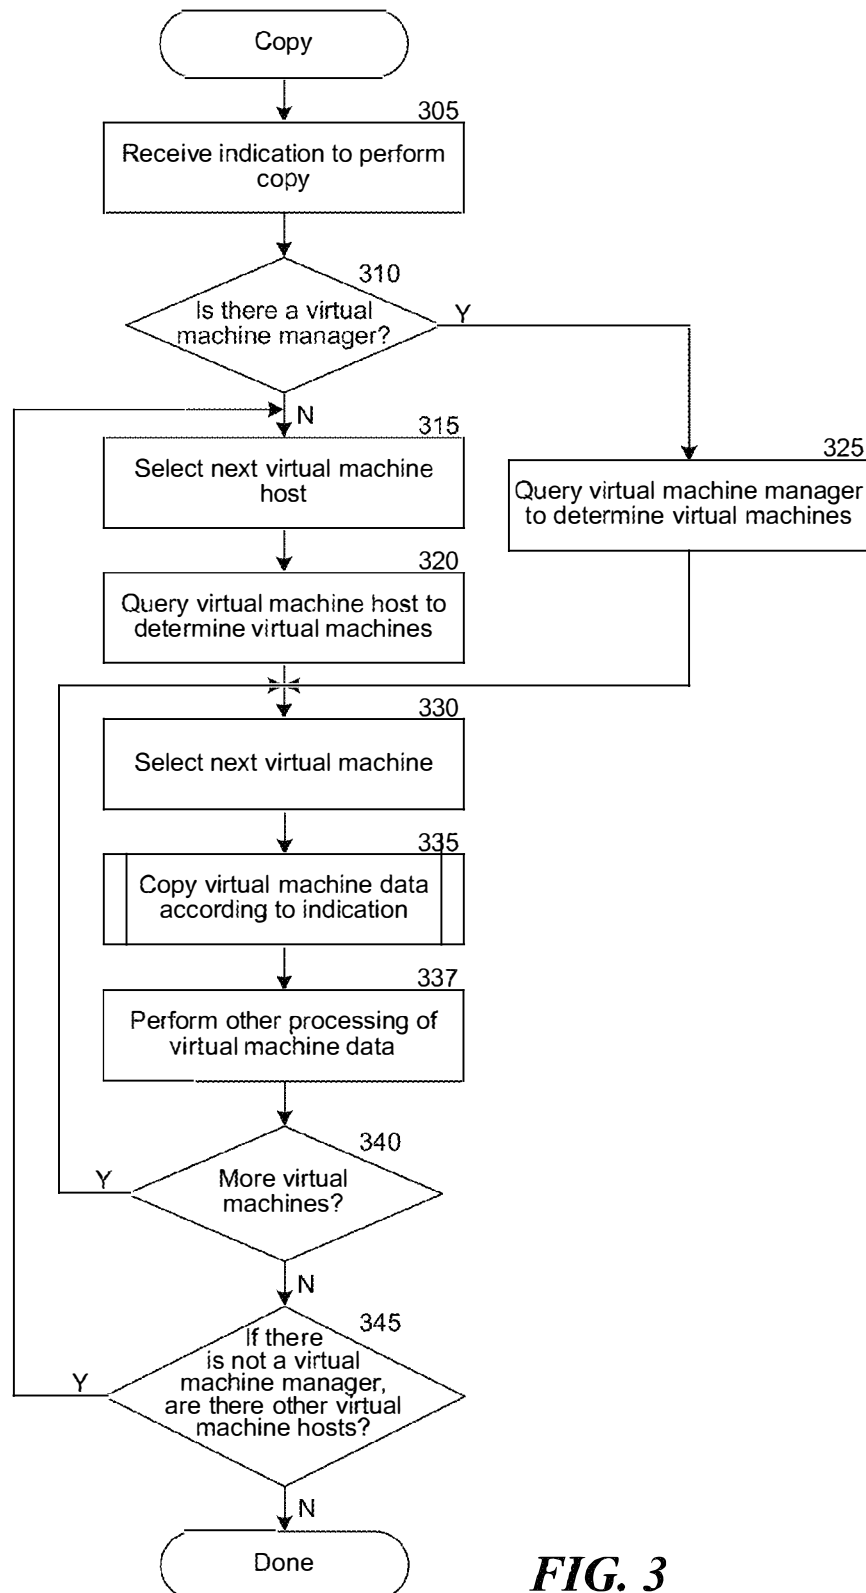 Copy
305
Receive indication to perform
copy
310
Is there a virtual
machine manager?
Y
N
315
Select next virtual machine
host
325
Query virtual machine manager
to determine virtual machines
320
Query virtual machine host to
determine virtual machines
330
Select next virtual machine
335
Copy virtual machine data
according to indication
337
Perform other processing of
virtual machine data
340
More virtual
machines?
Y
N
345
If there
is not a virtual
machine manager,
are there other virtual
machine hosts?
Y
N
Done
FIG. 3